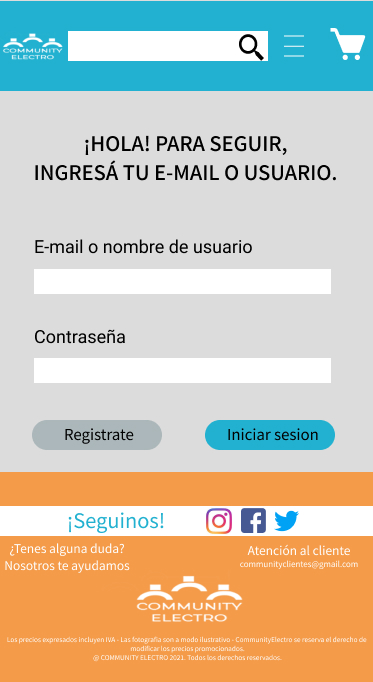 COMMUNITY
ELECTRO
¡HOLA! PARA SEGUIR,
INGRESÁ TU E-MAIL O USUARIO.
E-mail o nombre de usuario
Contraseña
Registrate
Iniciar sesion
¡Seguinos!
¿Tenes alguna duda?
Nosotros te ayudamos
Atención al cliente
communityclientes@gmail.com
COMMUNITY
ELECTRO
Los precios expresados incluyen IVA - Las fotografía son a modo ilustrativo - CommunityElectro se reserva el derecho de
modificar los precios promocionados.
@ COMMUNITY ELECTRO 2021. Todos los derechos reservados.